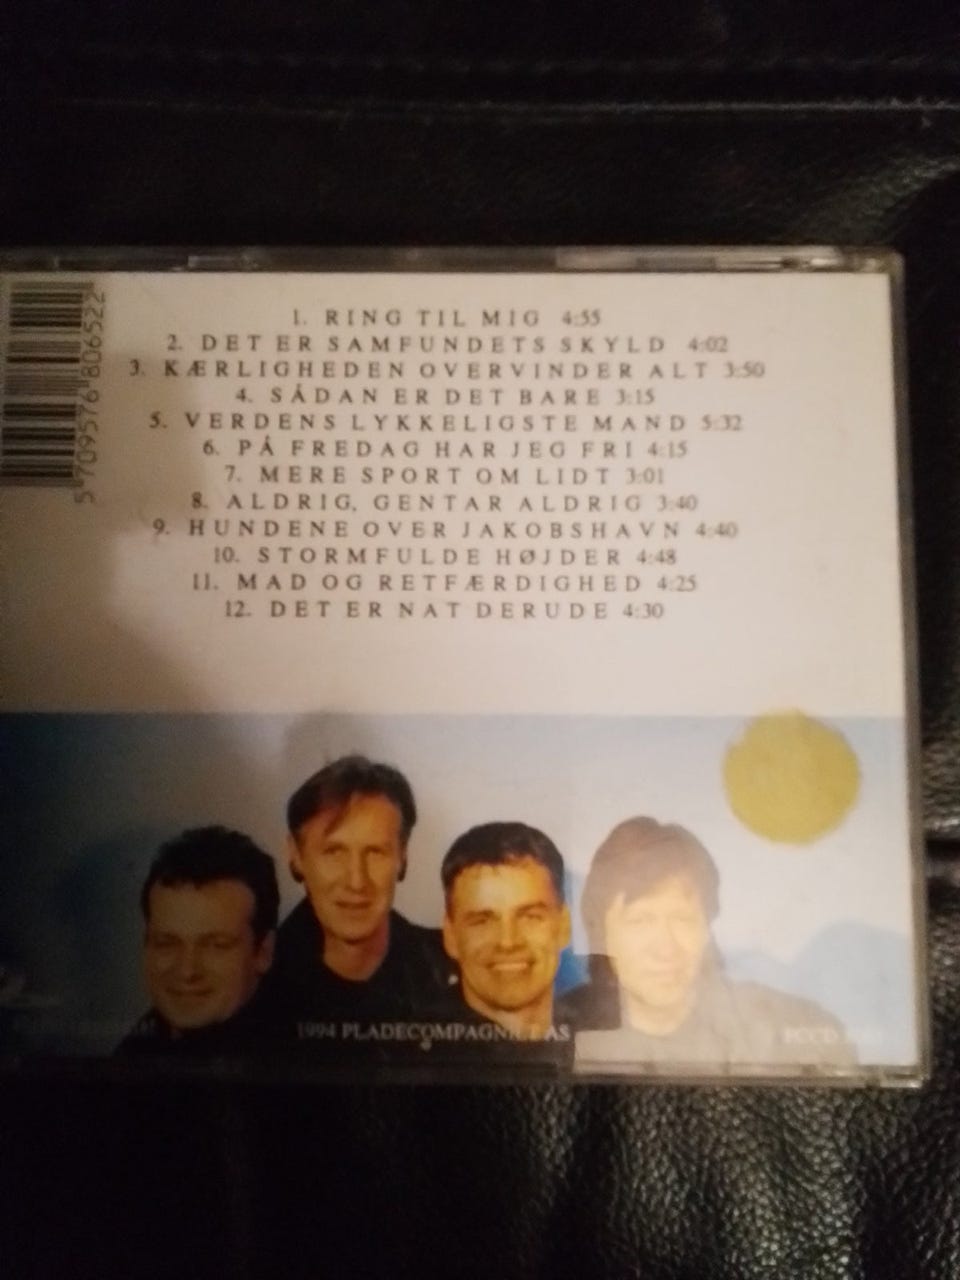 1. RING TIL MIG 4:55
2. DET ER SAMFUNDETS SKYLD 4:02
3. KÆRLIGHEDEN OVERVINDER ALT 3:50
4. SÅDAN ER DET BARE 3:15
5. VERDENS LYKKELIGSTE MAND 5:32
6. PÅ FREDAG HAR JEG FRI 4:15
7. MERE SPORT OM LIDT 3:01
8. ALDRIG, GENTAR ALDRIG 3:40
9. HUNDENE OVER JAKOBSHAVN 4:40
10. STORMFULDE HØJDER 4:48
11. MAD OG RETFÆRDIGHED 4:25
12. DET ER NAT DERUDE 4:30
5 709576 806522
1994 PLADECOMPAGNIET AS
PCCD